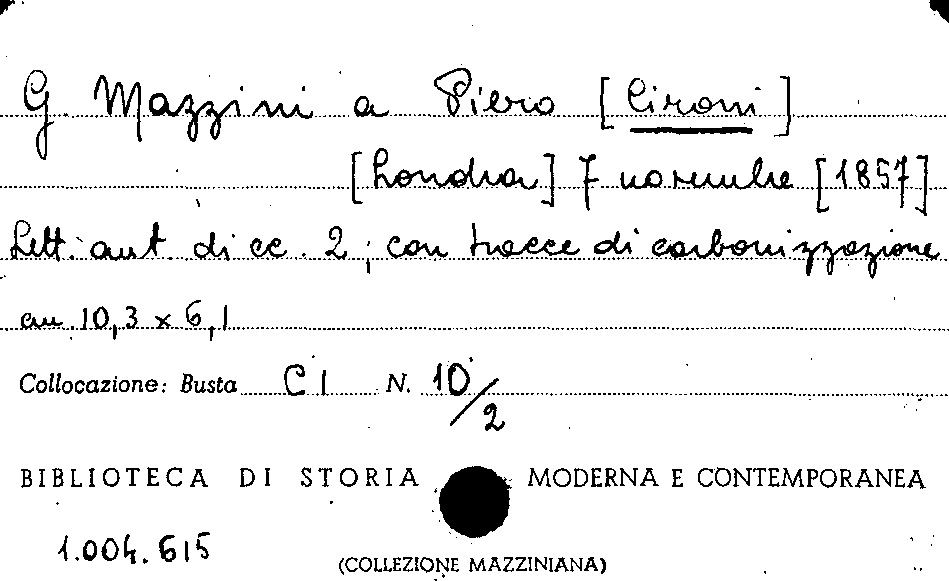 G. Mazzini a Piero [Cironi]
[Londra] 7 novembre [1857]
Lett. aut. di cc. 2; con tracce di carbonizzazione
cm. 10,3 x 6,1
Collocazione: Busta C I N. 10/2
BIBLIOTECA DI STORIA MODERNA E CONTEMPORANEA
1.004.615
(COLLEZIONE MAZZINIANA)